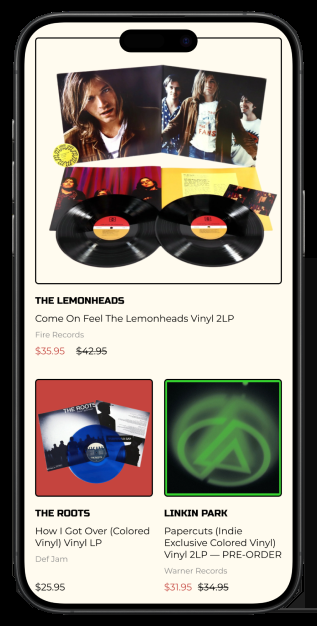 THE LEMONHEADS
Come On Feel The Lemonheads Vinyl 2LP
Fire Records
$35.95 $42.95
THE ROOTS
THE ROOTS
How I Got Over (Colored
Vinyl) Vinyl LP
Def Jam
$25.95
LINKIN PARK
Papercuts (Indie
Exclusive Colored Vinyl)
Vinyl 2LP — PRE-ORDER
Warner Records
$31.95 $34.95